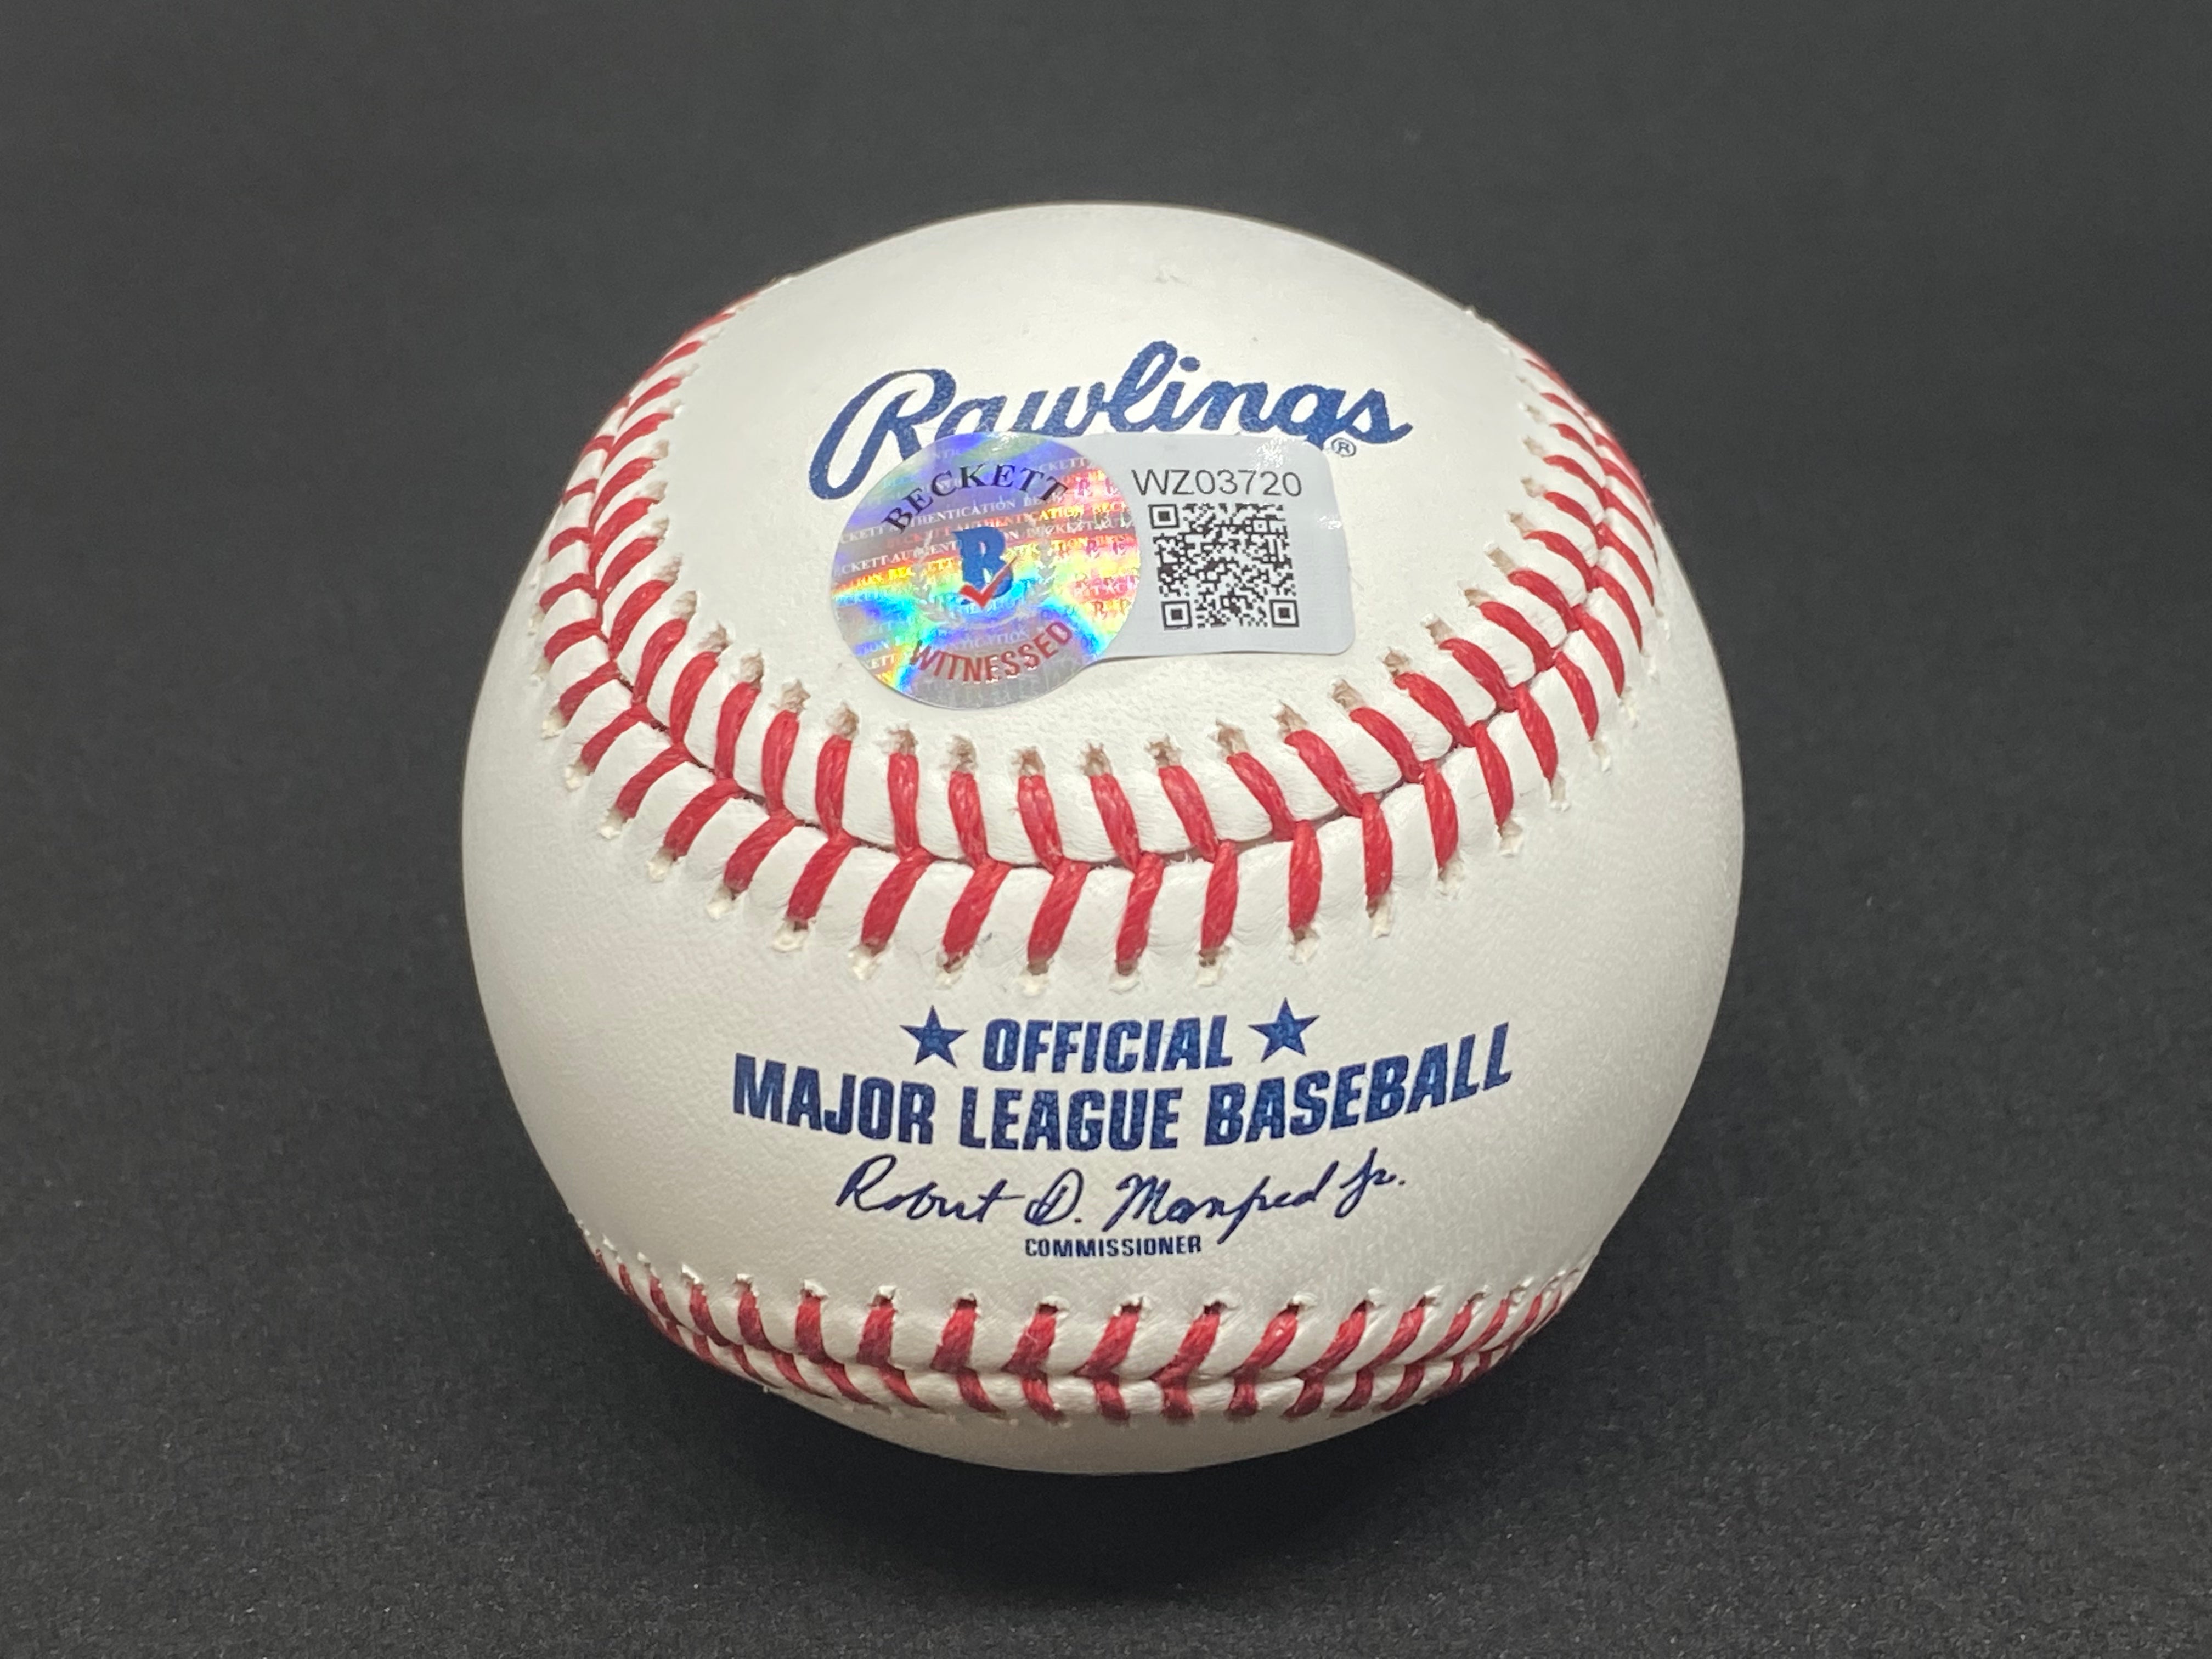 Rawlings
®
BECKETT
WZ03720
B
WITNESSED
★ OFFICIAL ★
MAJOR LEAGUE BASEBALL
Robert D. Manfred Jr.
COMMISSIONER